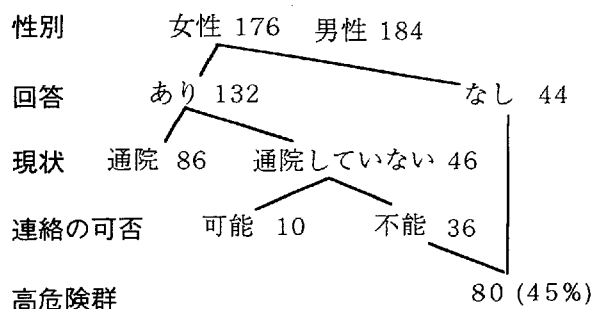 性別 女性 176 男性 184
回答 あり 132 なし 44
現状 通院 86 通院していない 46
連絡の可否 可能 10 不能 36
高危険群 80 (45%)